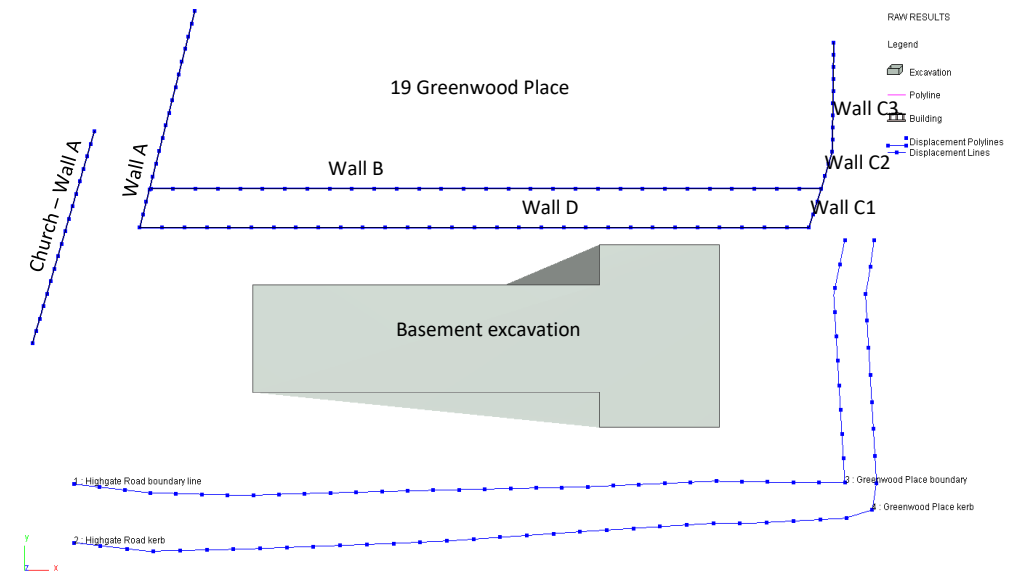 RAW RESULTS
Legend
Excavation
Polyline
Building
Displacement Polylines
Displacement Lines
19 Greenwood Place
Wall C3
Wall A
Church – Wall A
Wall B
Wall C2
Wall D
Wall C1
Basement excavation
1 : Highgate Road boundary line
3 : Greenwood Place boundary
4 : Greenwood Place kerb
2 : Highgate Road kerb
y
z
x